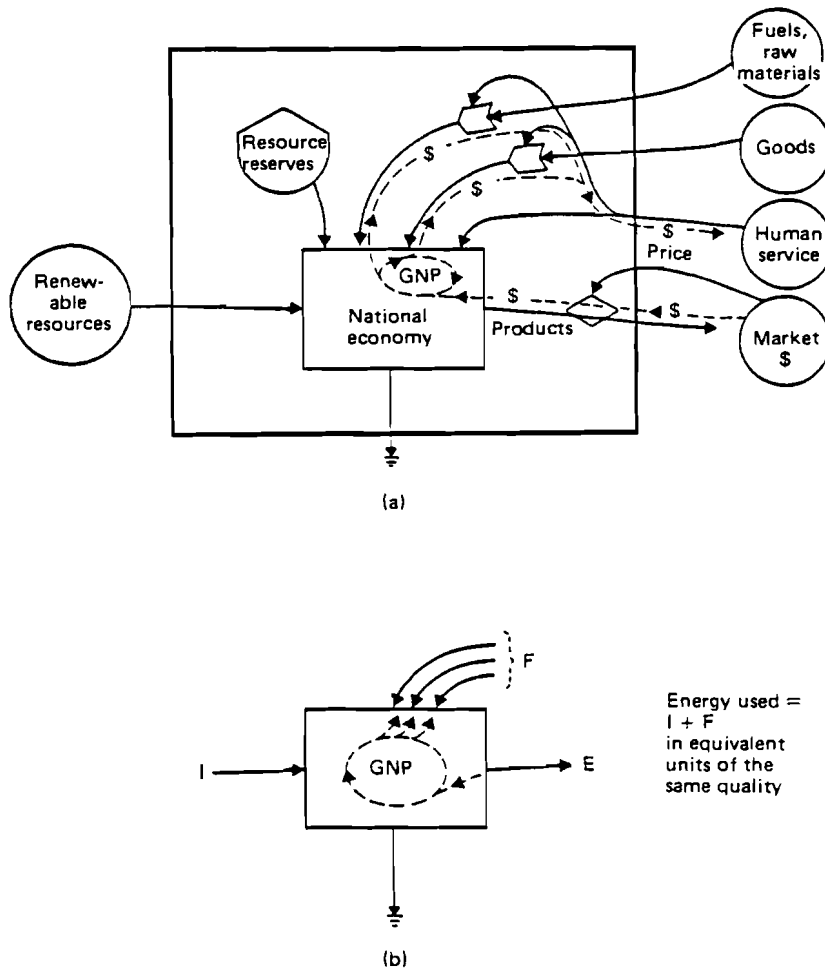 Fuels,
raw
materials
Resource
reserves
$
$
Goods
$
Price
Human
service
Renew-
able
resources
GNP
National
economy
$
Products
$
Market
$
(a)
F
I
GNP
E
Energy used =
I + F
in equivalent
units of the
same quality
(b)